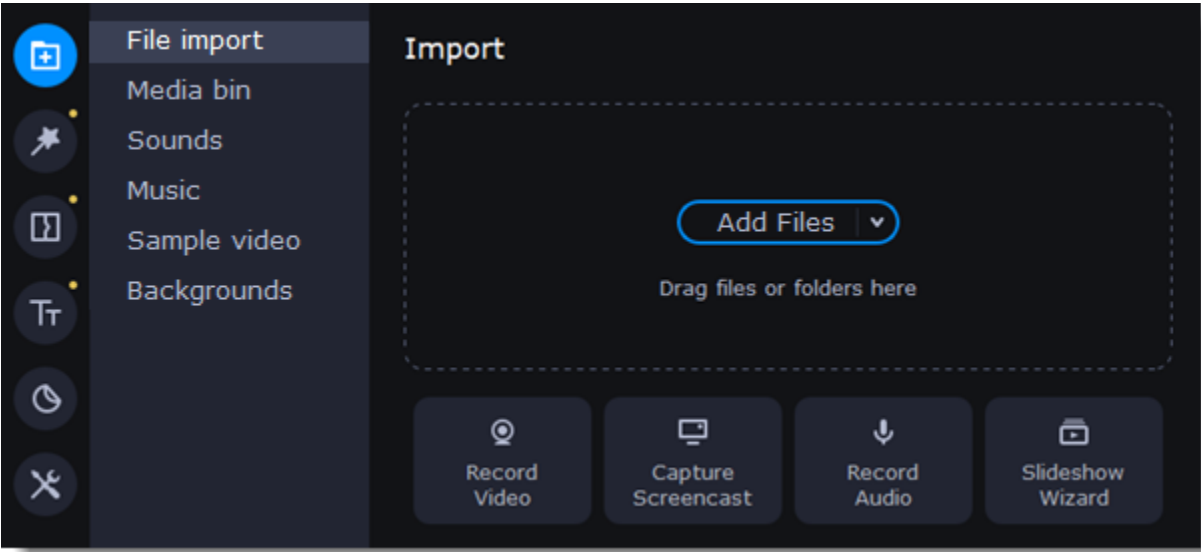 File import
Media bin
Sounds
Music
Sample video
Backgrounds
Import
Add Files
Drag files or folders here
Record
Video
Capture
Screencast
Record
Audio
Slideshow
Wizard
Tт